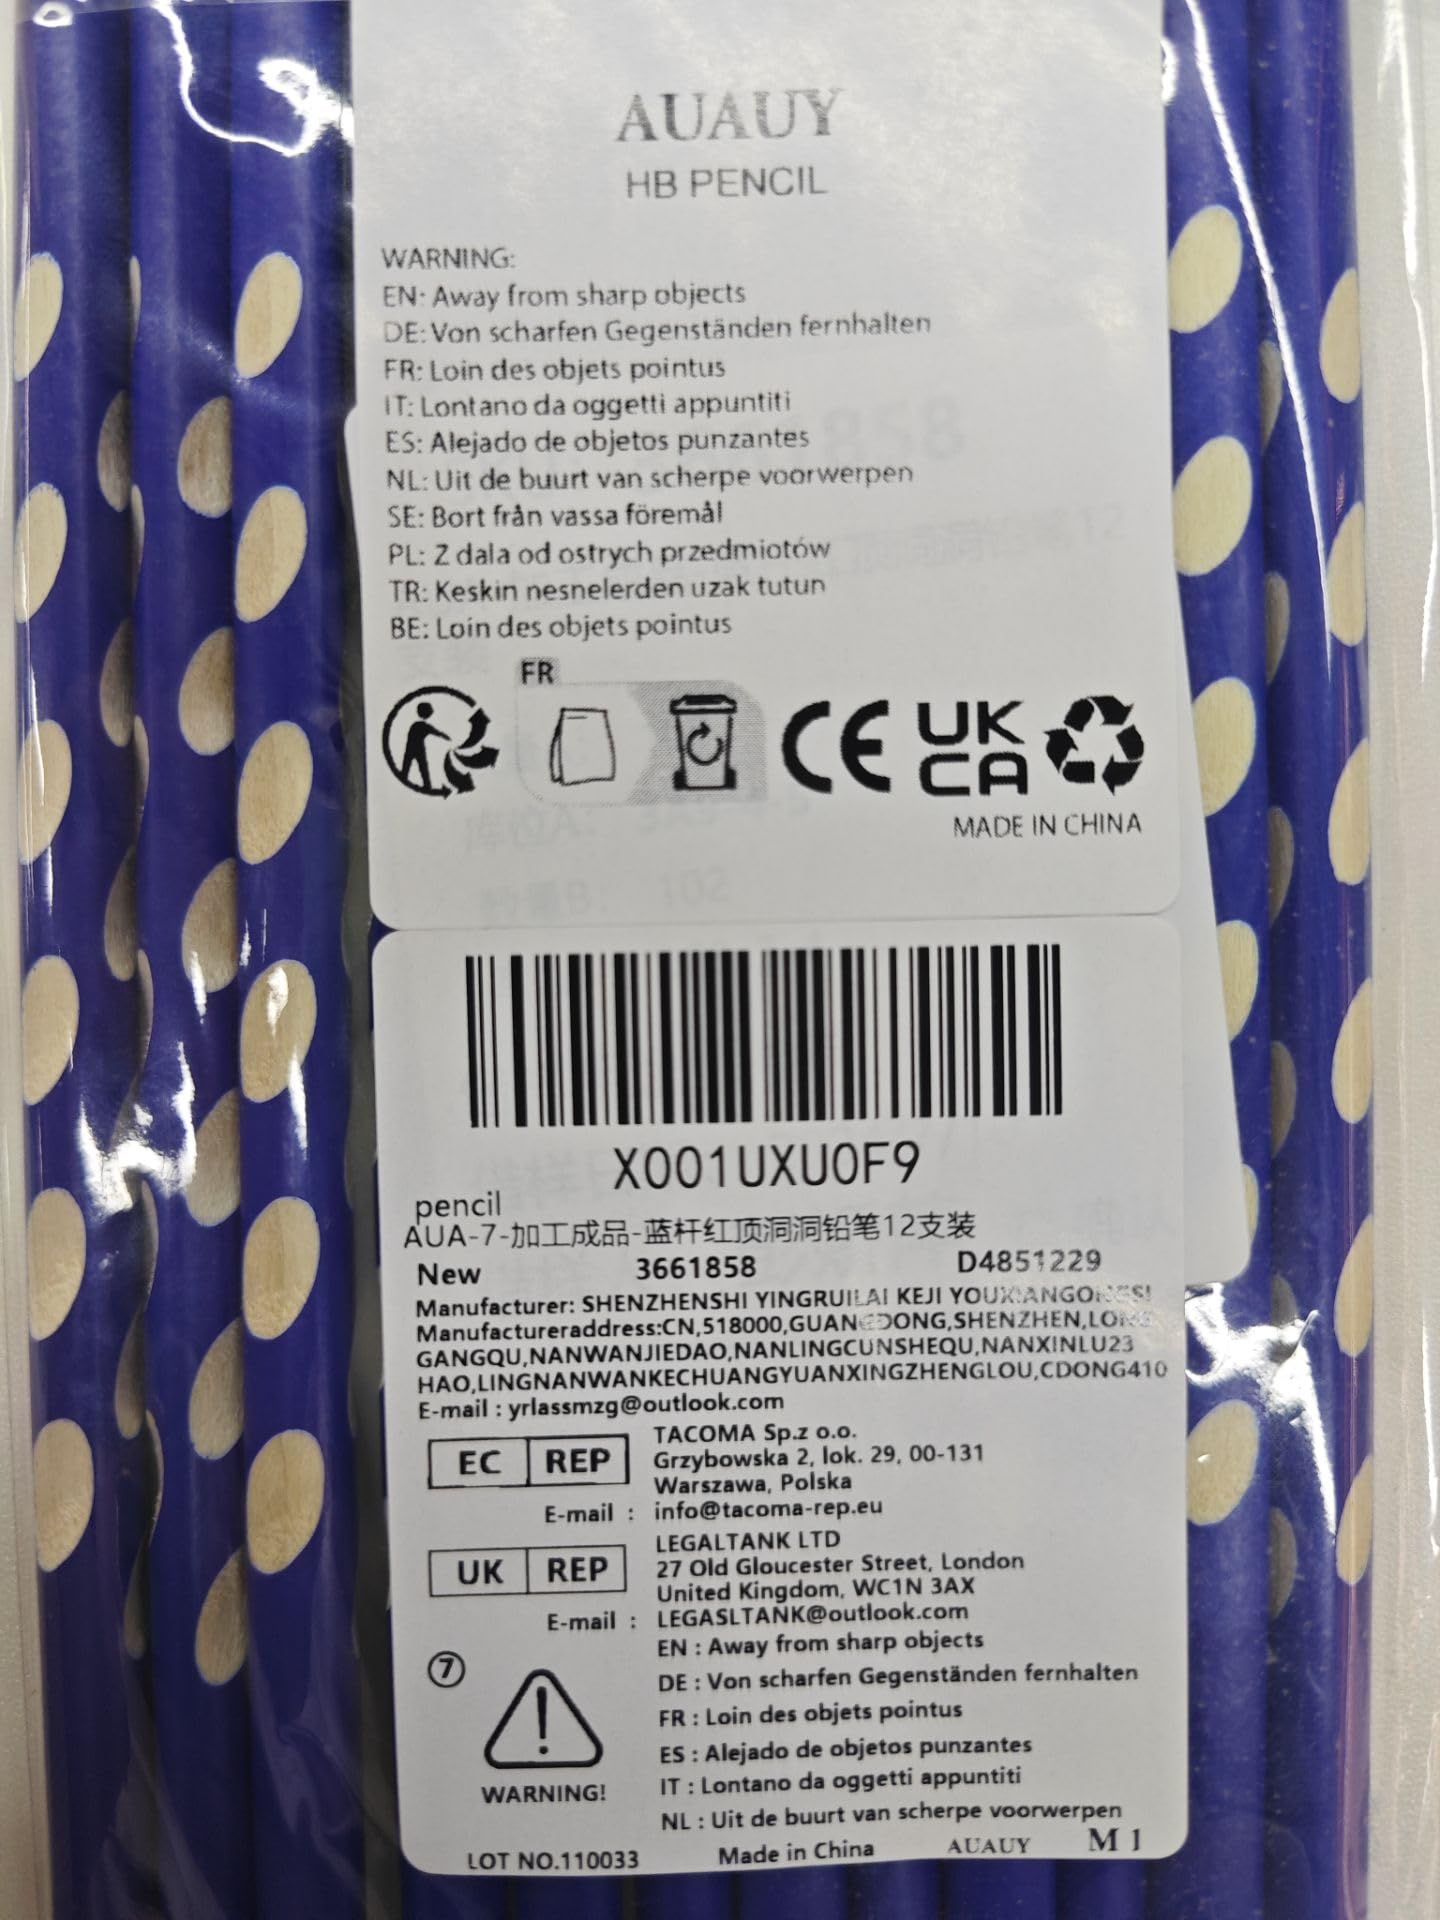 AUAUY
HB PENCIL
WARNING:
EN: Away from sharp objects
DE: Von scharfen Gegenständen fernhalten
FR: Loin des objets pointus
IT: Lontano da oggetti appuntiti
ES: Alejado de objetos punzantes
NL: Uit de buurt van scherpe voorwerpen
SE: Bort från vassa föremål
PL: Z dala od ostrych przedmiotów
TR: Keskin nesnelerden uzak tutun
BE: Loin des objets pointus
FR
CE UK CA
MADE IN CHINA
X001UXU0F9
pencil
AUA-7-加工成品-蓝杆红顶洞洞铅笔12支装
New 3661858 D4851229
Manufacturer: SHENZHENSHI YINGRUILAI KEJI YOUXIANGONGSI
Manufactureraddress:CN,518000,GUANGDONG,SHENZHEN,LONG
GANGQU,NANWANJIEDAO,NANLINGCUNSHEQU,NANXINLU23
HAO,LINGNANWANKECHUANGYUANXINGZHENGLOU,CDONG410
E-mail : yrlassmzg@outlook.com
EC REP TACOMA Sp.z o.o.
Grzybowska 2, lok. 29, 00-131
Warszawa, Polska
E-mail : info@tacoma-rep.eu
UK REP LEGALTANK LTD
27 Old Gloucester Street, London
United Kingdom, WC1N 3AX
E-mail : LEGASLTANK@outlook.com
EN : Away from sharp objects
7
DE : Von scharfen Gegenständen fernhalten
FR : Loin des objets pointus
ES : Alejado de objetos punzantes
IT : Lontano da oggetti appuntiti
WARNING!
NL : Uit de buurt van scherpe voorwerpen
LOT NO.110033 Made in China AUAUY M 1